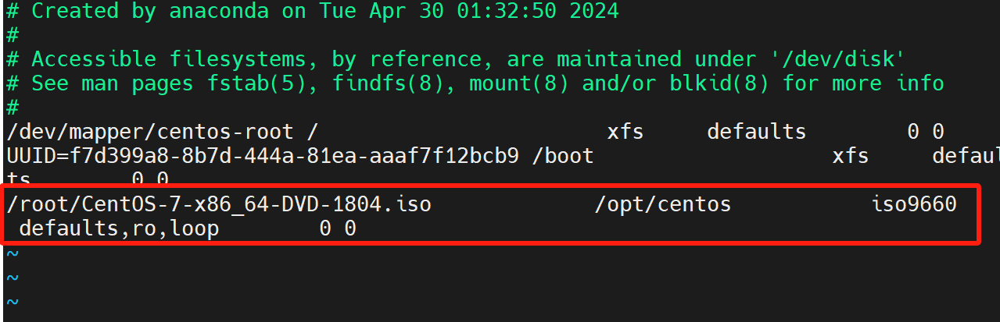 # Created by anaconda on Tue Apr 30 01:32:50 2024
#
# Accessible filesystems, by reference, are maintained under '/dev/disk'
# See man pages fstab(5), findfs(8), mount(8) and/or blkid(8) for more info
#
/dev/mapper/centos-root /                       xfs     defaults        0 0
UUID=f7d399a8-8b7d-444a-81ea-aaaf7f12bcb9 /boot                   xfs     defaul
ts        0 0
/root/CentOS-7-x86_64-DVD-1804.iso             /opt/centos           iso9660
 defaults,ro,loop        0 0
~
~
~